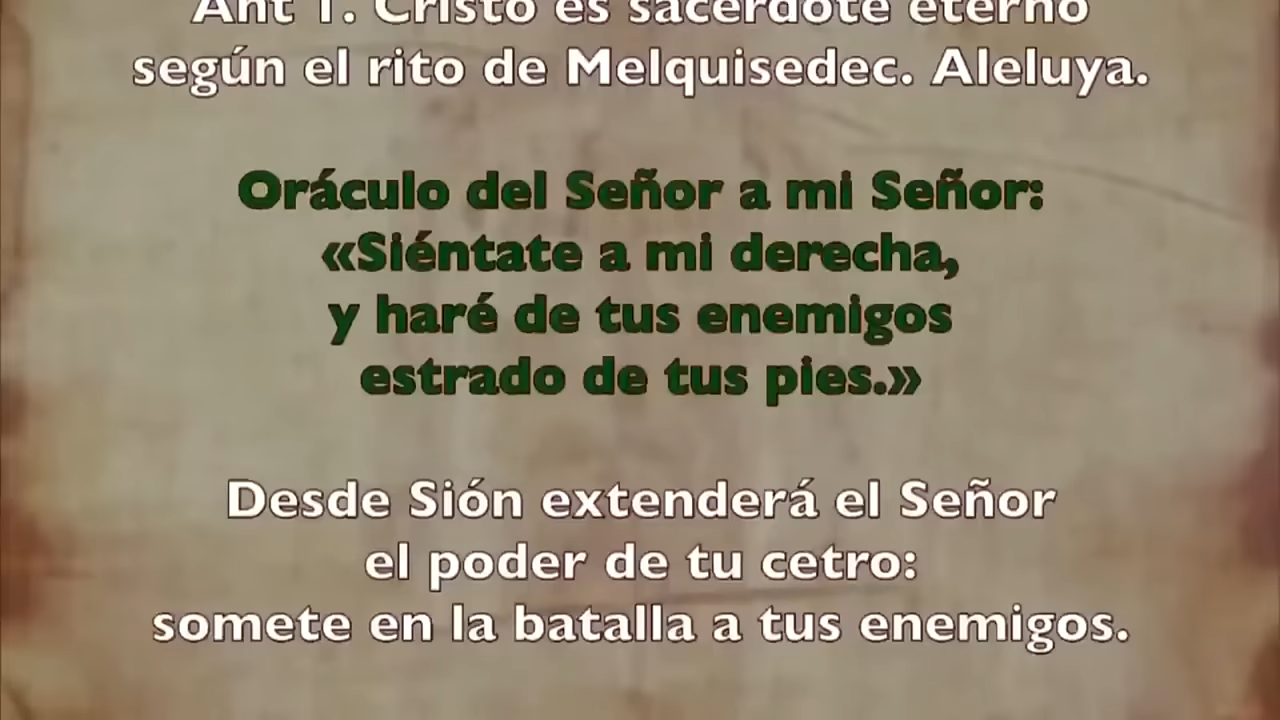 Ant 1. Cristo es sacerdote eterno
según el rito de Melquisedec. Aleluya.
Oráculo del Señor a mi Señor:
«Siéntate a mi derecha,
y haré de tus enemigos
estrado de tus pies.»
Desde Sión extenderá el Señor
el poder de tu cetro:
somete en la batalla a tus enemigos.